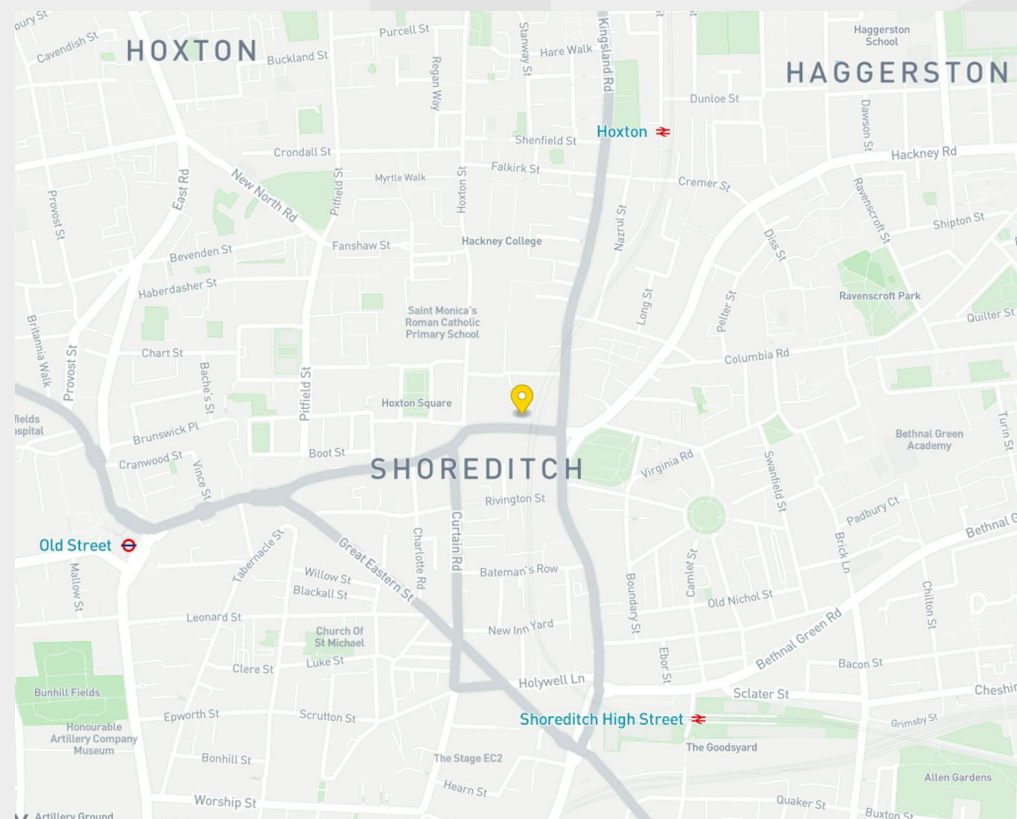 Cavendish St
HOXTON
Buckland St
Purcell St
Regan Way
Stanway St
Hare Walk
Kingsland Rd
Haggerston
School
HAGGERSTON
Dunloe St
Dawson St
Hoxton
Shenfield St
Hackney Rd
Crondall St
Falkirt St
Cremer St
Myrtle Walk
Hoxton St
Pitfield St
East Rd
New North Rd
Provost St
Nazrul St
Ravenscroft St
Shipton St
Diss St
Hackney College
Fanshaw St
Bevenden St
Haberdasher St
Ravenscroft Park
Long St
Pelter St
Quilter St
Saint Monica's
Roman Catholic
Primary School
Britannia Walk
Chart St
Columbia Rd
Provost St
Bache's St
Pitfield St
Hoxton Square
fields
ospital
Brunswick Pl
Turin St
Bethnal Green
Academy
Boot St
Cranwood St
Vince St
SHOREDITCH
Virginia Rd
Swanfield St
Rivington St
Padbury Ct
Bethnal G
Old Street
Curtain Rd
Tabernacle St
Great Eastern St
Charlotte Rd
Brick Ln
Mallow St
Willow St
Blackall St
Bateman's Row
Boundary St
Camlet St
Old Nichol St
Chilton St
Leonard St
New Inn Yard
Church Of
St Michael
Bethnal Green Rd
Clere St
Luke St
Ebor St
Bacon St
Bunhill Fields
Holywell Ln
Sclater St
Cheshir
Epworth St
Scrutton St
Shoreditch High Street
Grimsby St
Honourable
Artillery Company
Museum
The Goodsyard
Bonhill St
The Stage EC2
Allen Gardens
Hearn St
Worship St
Quaker St
Buxton St
Artillery Ground